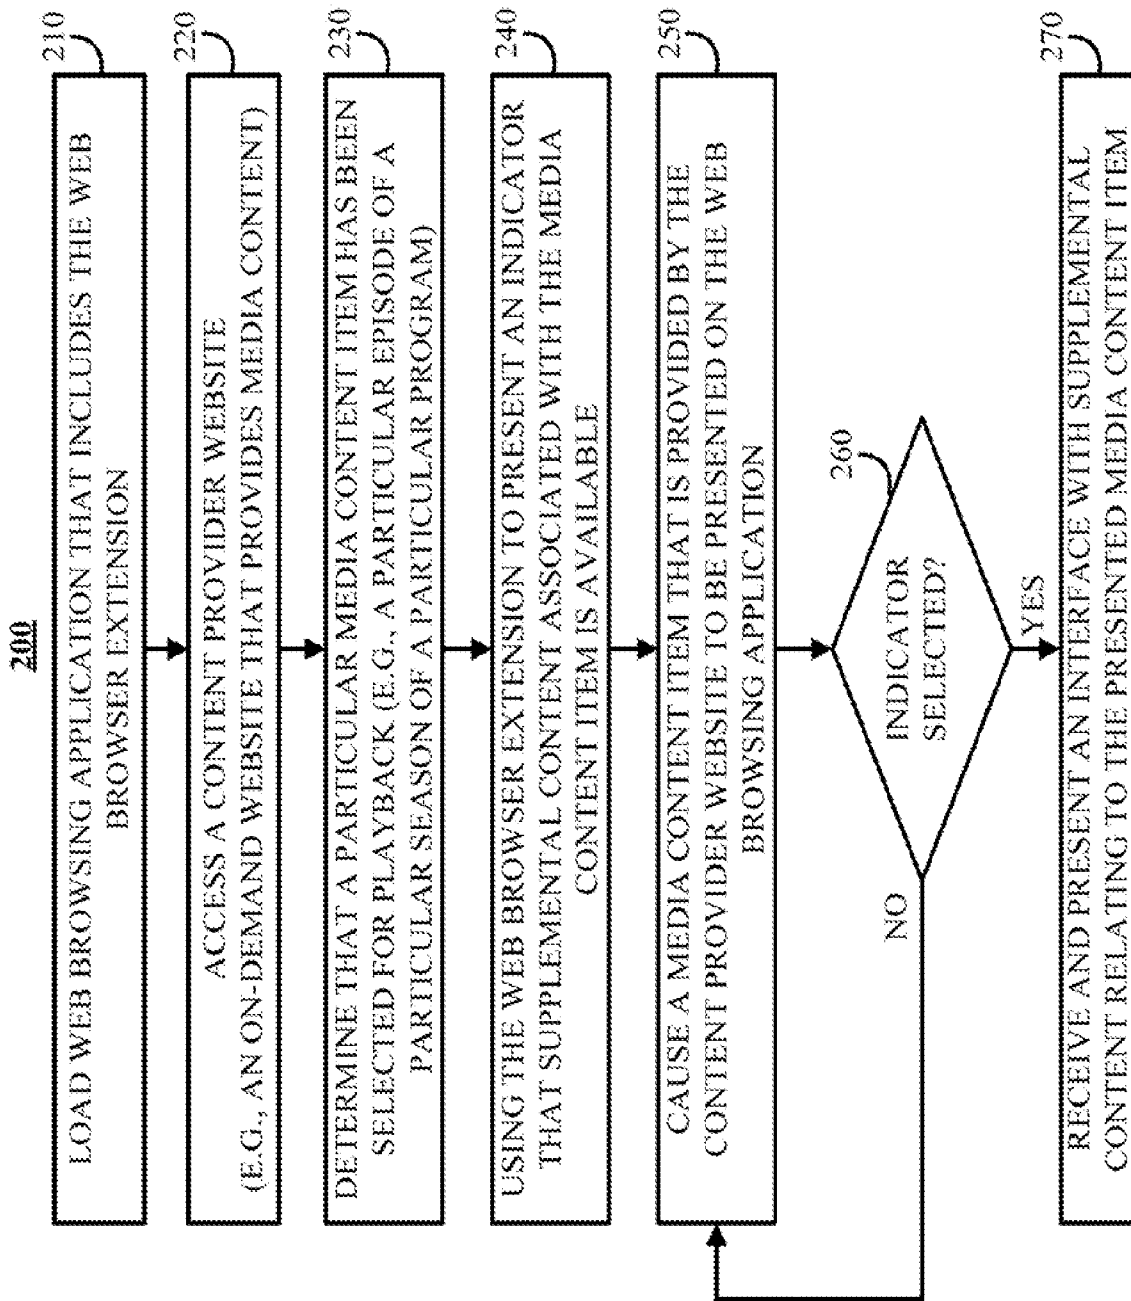 200
210
LOAD WEB BROWSING APPLICATION THAT INCLUDES THE WEB
BROWSER EXTENSION
220
ACCESS A CONTENT PROVIDER WEBSITE
(E.G., AN ON-DEMAND WEBSITE THAT PROVIDES MEDIA CONTENT)
230
DETERMINE THAT A PARTICULAR MEDIA CONTENT ITEM HAS BEEN
SELECTED FOR PLAYBACK (E.G., A PARTICULAR EPISODE OF A
PARTICULAR SEASON OF A PARTICULAR PROGRAM)
240
USING THE WEB BROWSER EXTENSION TO PRESENT AN INDICATOR
THAT SUPPLEMENTAL CONTENT ASSOCIATED WITH THE MEDIA
CONTENT ITEM IS AVAILABLE
250
CAUSE A MEDIA CONTENT ITEM THAT IS PROVIDED BY THE
CONTENT PROVIDER WEBSITE TO BE PRESENTED ON THE WEB
BROWSING APPLICATION
260
INDICATOR
SELECTED?
NO
YES
270
RECEIVE AND PRESENT AN INTERFACE WITH SUPPLEMENTAL
CONTENT RELATING TO THE PRESENTED MEDIA CONTENT ITEM